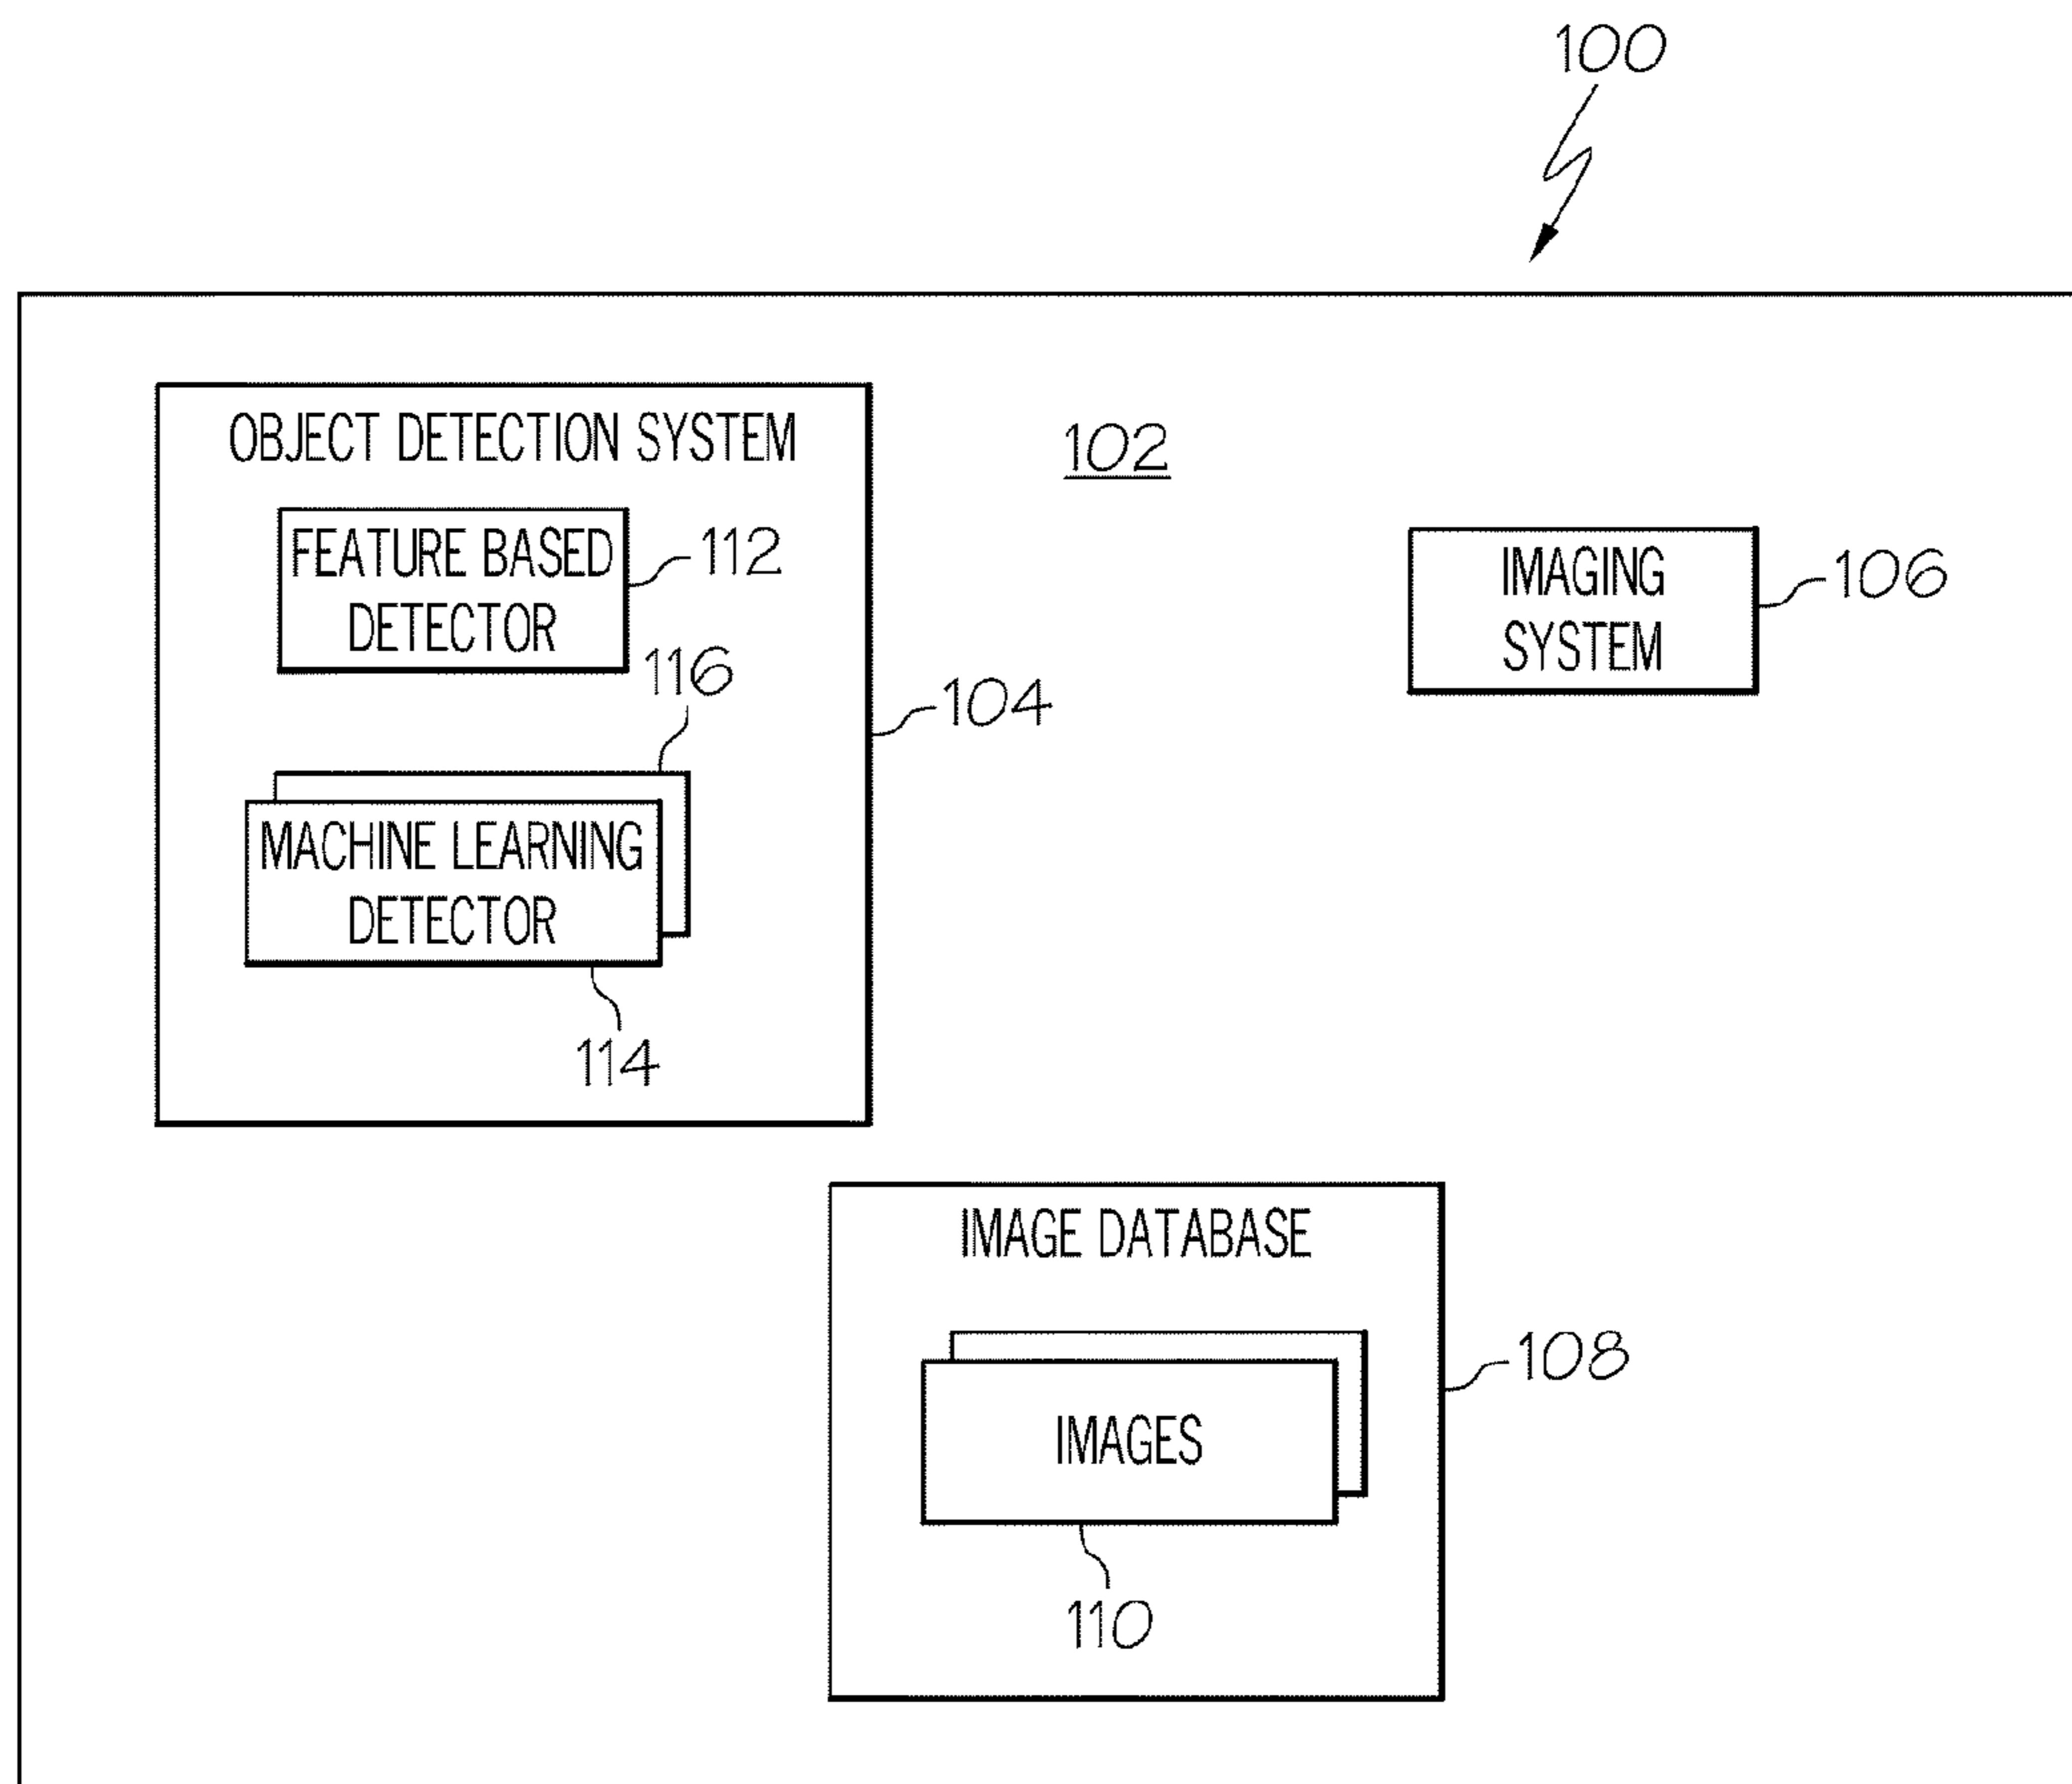 100
OBJECT DETECTION SYSTEM
102
FEATURE BASED
DETECTOR
112
IMAGING
SYSTEM
106
116
104
MACHINE LEARNING
DETECTOR
114
IMAGE DATABASE
108
IMAGES
110